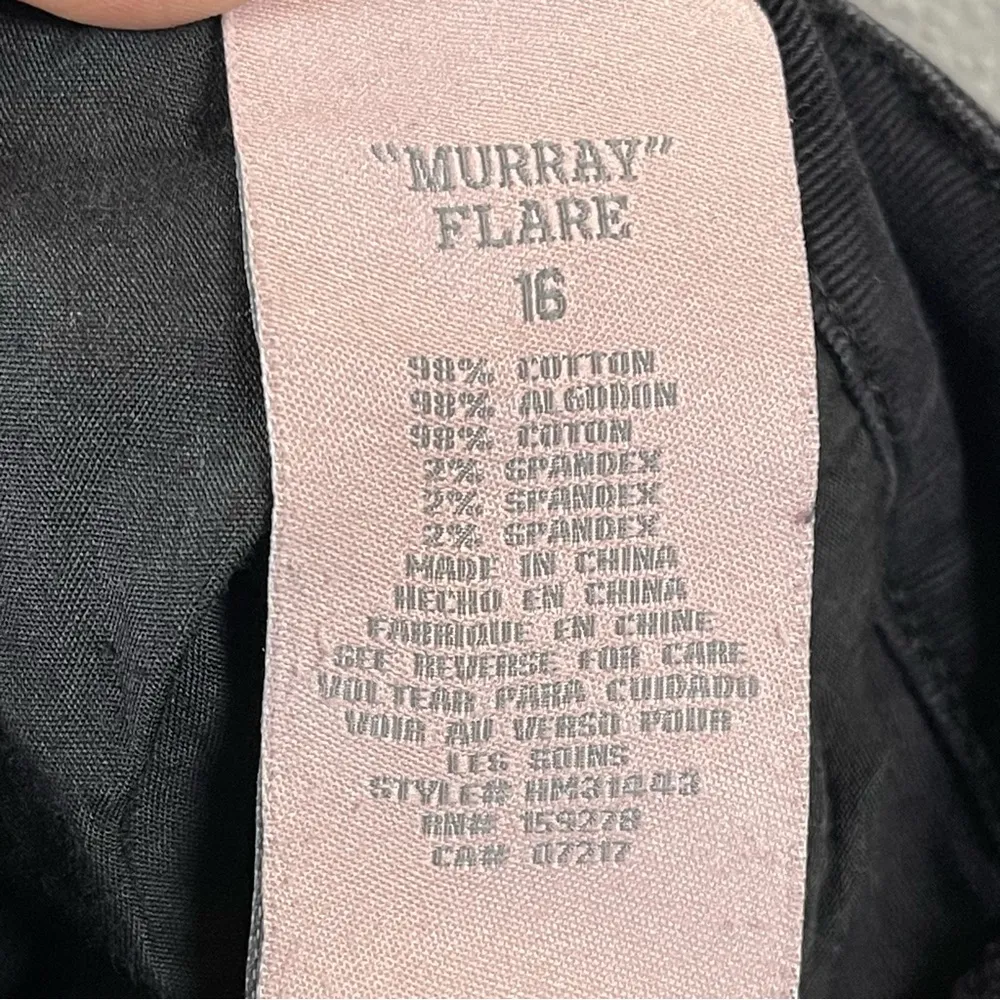 "MURRAY"
FLARE
16
98% COTTON
98% ALGODON
98% COTON
2% SPANDEX
2% SPANDEX
2% SPANDEX
MADE IN CHINA
HECHO EN CHINA
FABRIQUE EN CHINE
SEE REVERSE FOR CARE
VOLTEAR PARA CUIDADO
VOIR AU VERSO POUR
LES SOINS
STYLE# HM31443
RN# 159278
CA# 07217